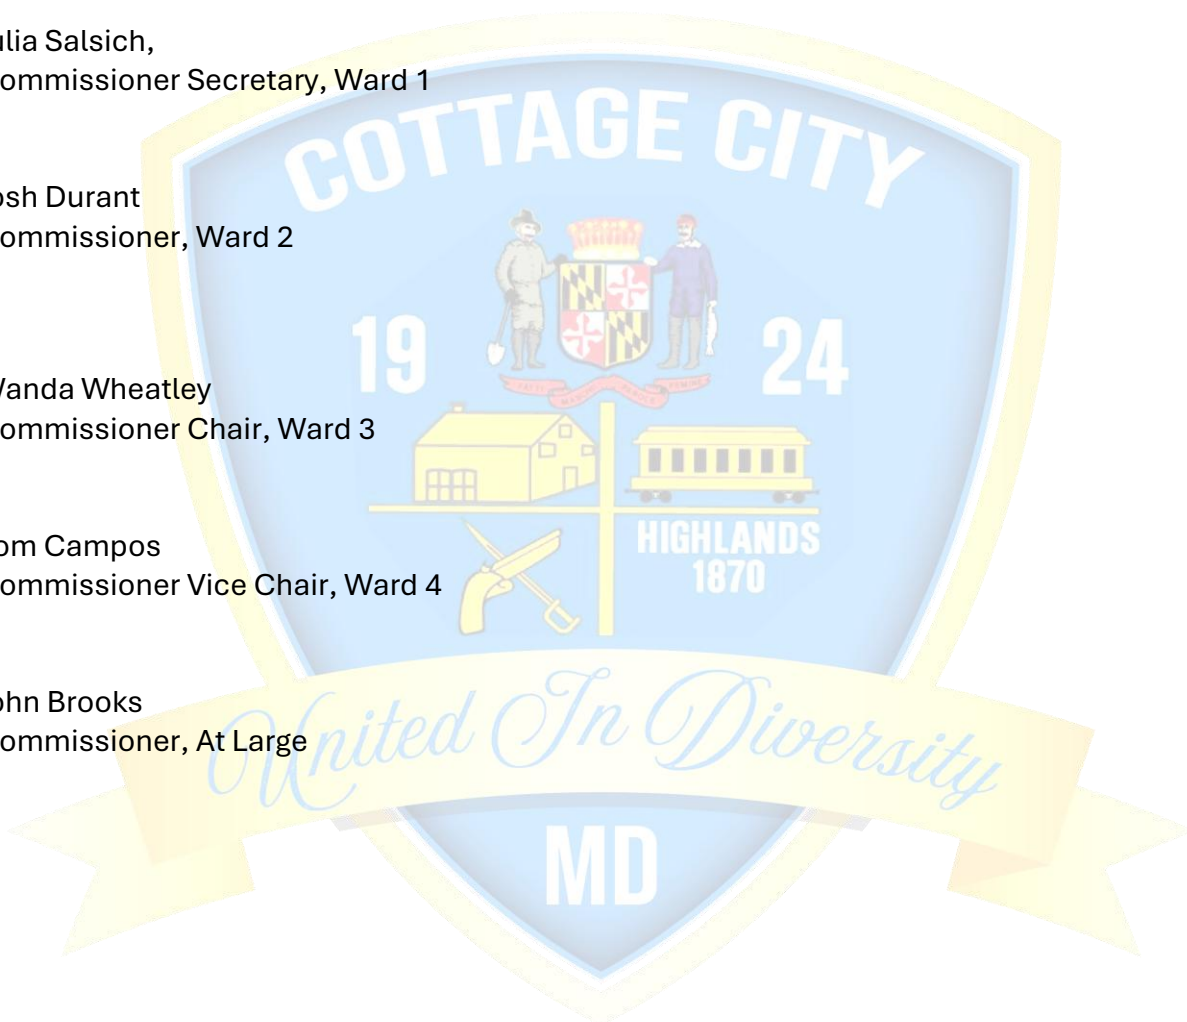 ulia Salsich,
ommissioner Secretary, Ward 1
osh Durant
ommissioner, Ward 2
Wanda Wheatley
ommissioner Chair, Ward 3
om Campos
ommissioner Vice Chair, Ward 4
ohn Brooks
ommissioner, At Large
COTTAGE CITY
19 24
HIGHLANDS
1870
United In Diversity
MD